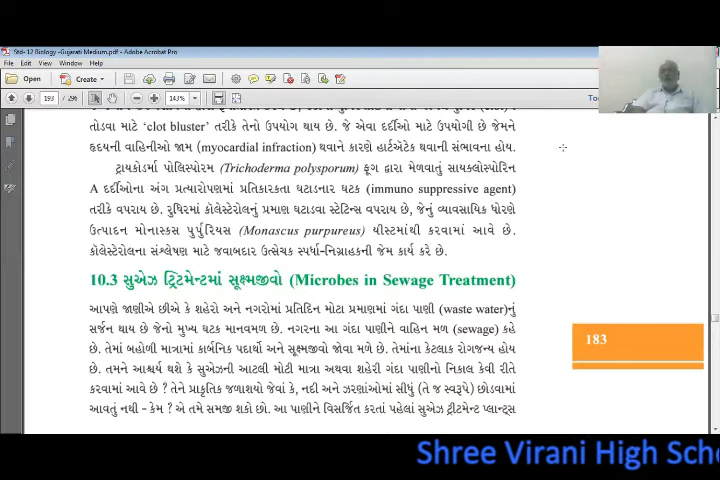 Std- 12 Biology -Gujarati Medium.pdf - Adobe Acrobat Pro
File Edit View Window Help
Open Create
193 / 296 143% Too
તોડવા માટે ‘clot bluster’ તરીકે તેનો ઉપયોગ થાય છે. જે એવા દર્દીઓ માટે ઉપયોગી છે જેમને
હૃદયની વાહિનીઓ જામ (myocardial infraction) થવાને કારણે હાર્ટએટેક થવાની સંભાવના હોય.
ટ્રાયકોડર્મા પોલિસ્પોરમ (Trichoderma polysporum) ફૂગ દ્વારા મેળવાતું સાયક્લોસ્પોરિન
A દર્દીઓના અંગ પ્રત્યારોપણમાં પ્રતિકારકતા ઘટાડનાર ઘટક (immuno suppressive agent)
તરીકે વપરાય છે. રુધિરમાં કૉલેસ્ટેરોલનું પ્રમાણ ઘટાડવા સ્ટેટિન્સ વપરાય છે, જેનું વ્યાવસાયિક ધોરણે
ઉત્પાદન મોનાસ્કસ પુર્પુરિયસ (Monascus purpureus) યીસ્ટમાંથી કરવામાં આવે છે.
કૉલેસ્ટેરોલના સંશ્લેષણ માટે જવાબદાર ઉત્સેચક સ્પર્ધા-નિગ્રાહકની જેમ કાર્ય કરે છે.
10.3 સુએઝ ટ્રિટમેન્ટમાં સૂક્ષ્મજીવો (Microbes in Sewage Treatment)
આપણે જાણીએ છીએ કે શહેરો અને નગરોમાં પ્રતિદિન મોટા પ્રમાણમાં ગંદા પાણી (waste water)નું
સર્જન થાય છે જેનો મુખ્ય ઘટક માનવમળ છે. નગરના આ ગંદા પાણીને વાહિન મળ (sewage) કહે
છે. તેમાં બહોળી માત્રામાં કાર્બનિક પદાર્થો અને સૂક્ષ્મજીવો જોવા મળે છે. તેમાંના કેટલાક રોગજન્ય હોય
છે. તમને આશ્ચર્ય થશે કે સુએઝની આટલી મોટી માત્રા અથવા શહેરી ગંદા પાણીનો નિકાલ કેવી રીતે
કરવામાં આવે છે ? તેને પ્રાકૃતિક જળાશયો જેવાં કે, નદી અને ઝરણાંઓમાં સીધું (તે જ સ્વરૂપે) છોડવામાં
આવતું નથી - કેમ ? એ તમે સમજી શકો છો. આ પાણીને વિસર્જિત કરતાં પહેલાં સુએઝ ટ્રીટમેન્ટ પ્લાન્ટ્સ
183
Shree Virani High Scho